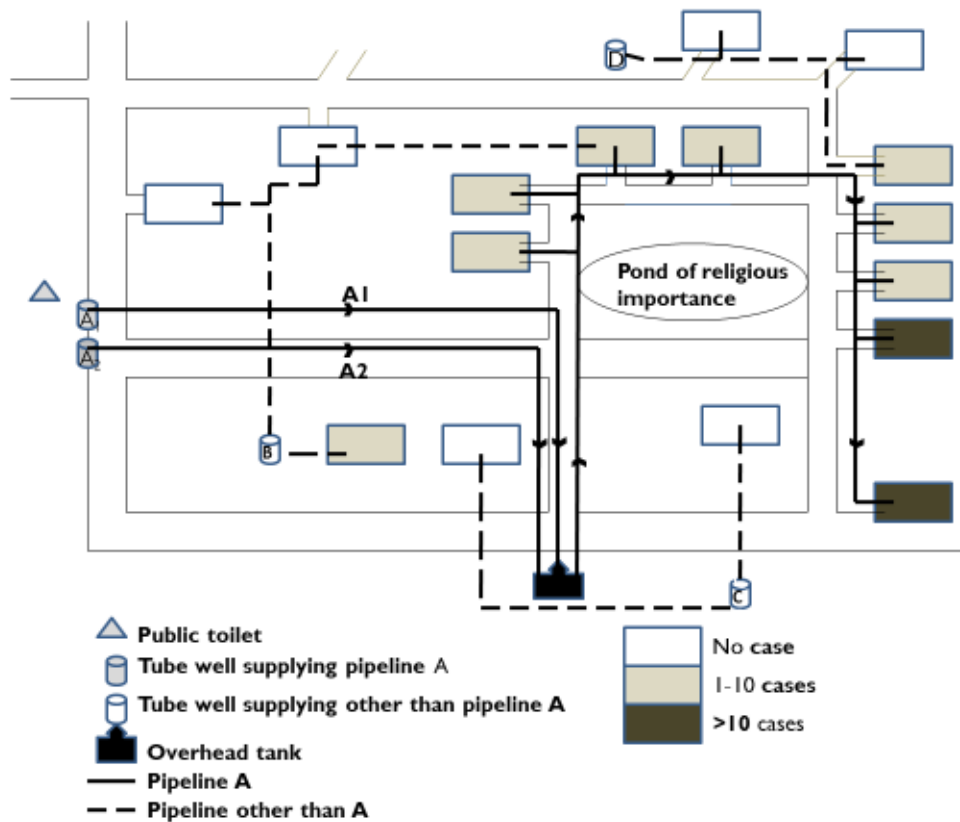 D
A1
Pond of religious
importance
A
A2
A2
B
C
Public toilet
Tube well supplying pipeline A
Tube well supplying other than pipeline A
Overhead tank
Pipeline A
Pipeline other than A
No case
1-10 cases
>10 cases